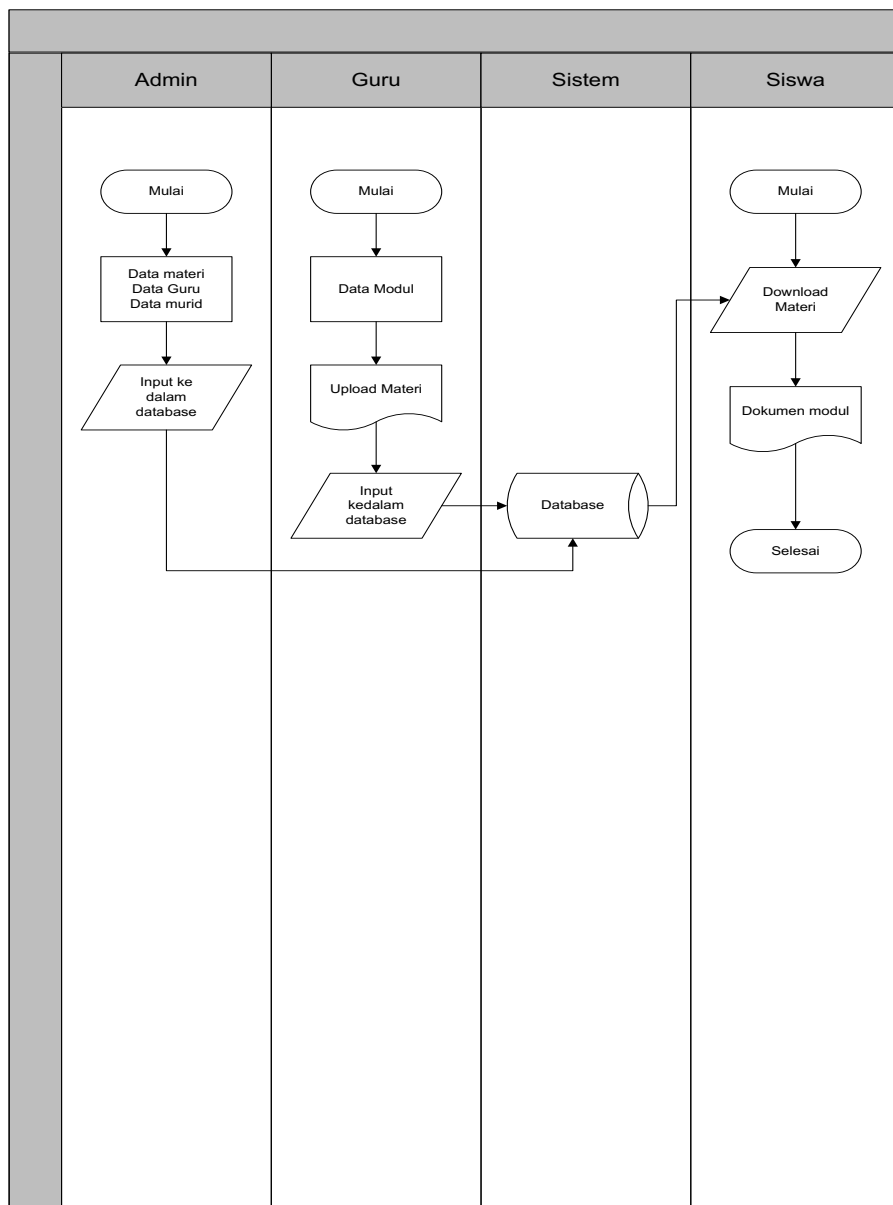 Admin
Guru
Sistem
Siswa
Mulai
Data materi
Data Guru
Data murid
Input ke
dalam
database
Mulai
Data Modul
Upload Materi
Input
kedalam
database
Database
Mulai
Download
Materi
Dokumen modul
Selesai